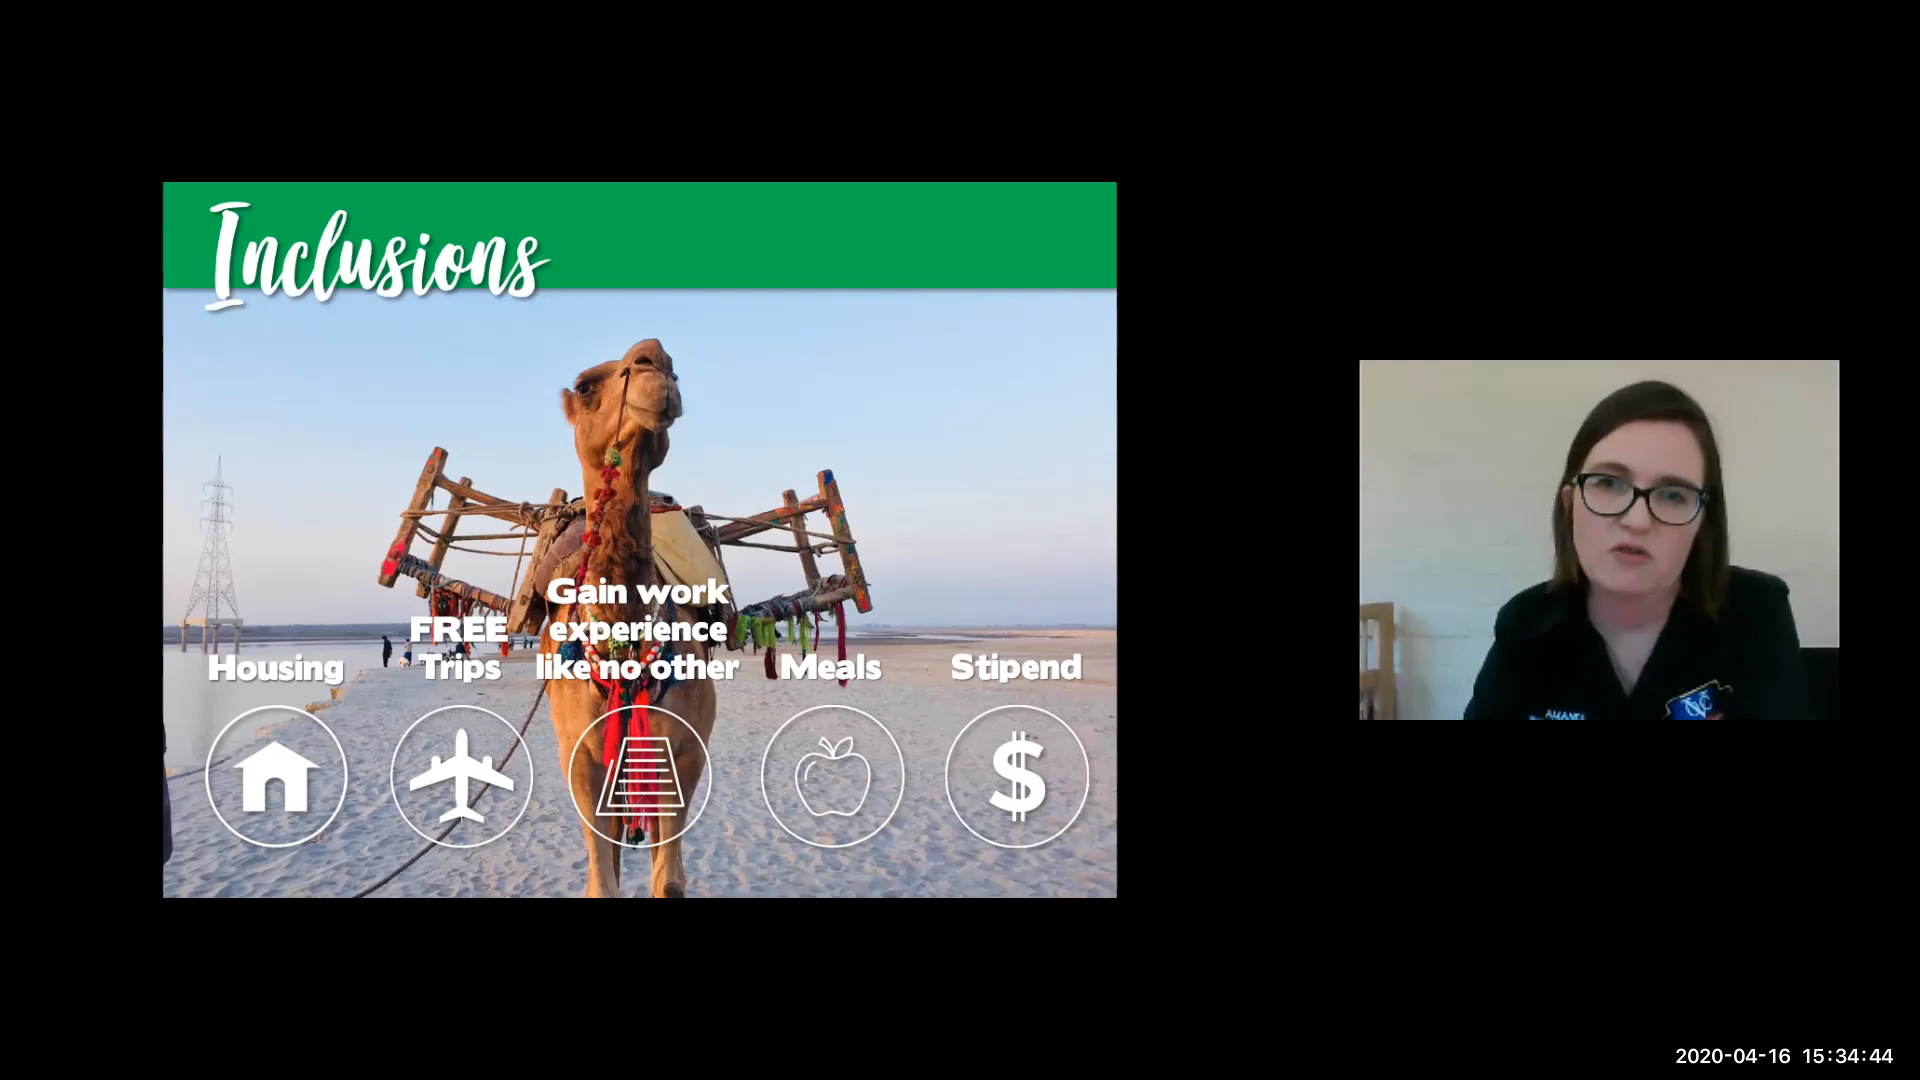 Inclusions
Gain work
FREE experience
Housing Trips like no other Meals Stipend
$
2020-04-16 15:34:44